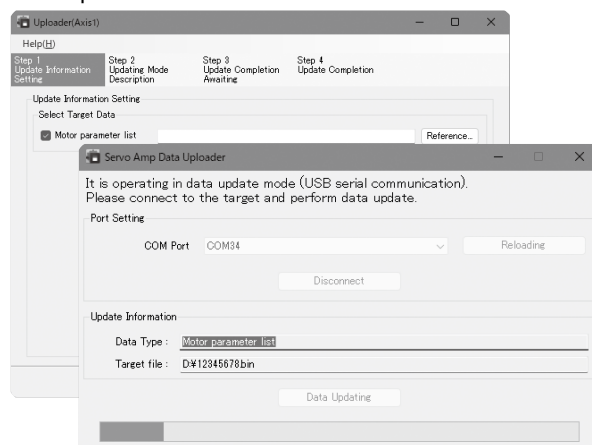 Uploader(Axis1)
Help(H)
Step 1
Update Information
Setting
Step 2
Updating Mode
Description
Step 3
Update Completion
Awaiting
Step 4
Update Completion
Update Information Setting
Select Target Data
Motor parameter list
Reference...
Servo Amp Data Uploader
It is operating in data update mode (USB serial communication).
Please connect to the target and perform data update.
Port Setting
COM Port COM34 Reloading
Disconnect
Update Information
Data Type : Motor parameter list
Target file : D:¥12345678.bin
Data Updating